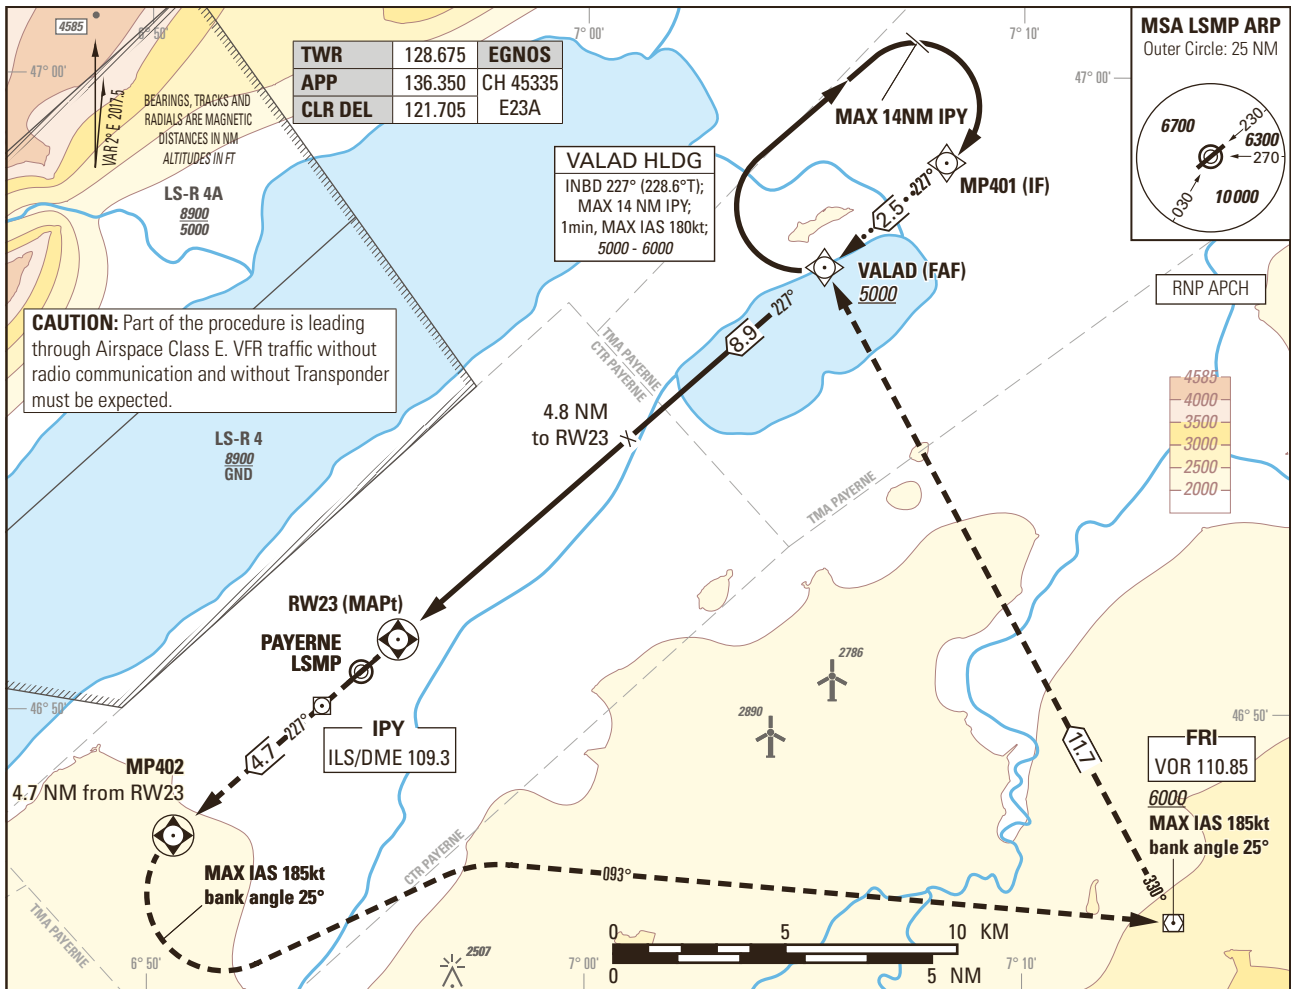 4585
6° 50'
7° 00'
7° 10'
47° 00'
47° 00'
VAR 2° E 2017.5
BEARINGS, TRACKS AND
RADIALS ARE MAGNETIC
DISTANCES IN NM
ALTITUDES IN FT
TWR 128.675 EGNOS
APP 136.350 CH 45335
CLR DEL 121.705 E23A
MSA LSMP ARP
Outer Circle: 25 NM
6700
230
6300
270
030
10000
MAX 14NM IPY
MP401 (IF)
227°
2.5
VALAD HLDG
INBD 227° (228.6°T);
MAX 14 NM IPY;
1min, MAX IAS 180kt;
5000 - 6000
LS-R 4A
8900
5000
VALAD (FAF)
5000
RNP APCH
CAUTION: Part of the procedure is leading
through Airspace Class E. VFR traffic without
radio communication and without Transponder
must be expected.
227°
8.9
TMA PAYERNE
CTR PAYERNE
4585
4000
3500
3000
2500
2000
4.8 NM
to RW23
LS-R 4
8900
GND
TMA PAYERNE
RW23 (MAPt)
PAYERNE
LSMP
2786
2890
46° 50'
46° 50'
227°
4.7
IPY
ILS/DME 109.3
11.7
FRI
VOR 110.85
6000
MAX IAS 185kt
bank angle 25°
330°
MP402
4.7 NM from RW23
CTR PAYERNE
MAX IAS 185kt
bank angle 25°
093°
TMA PAYERNE
2507
0 5 10 KM
0 5 NM
6° 50'
7° 00'
7° 10'